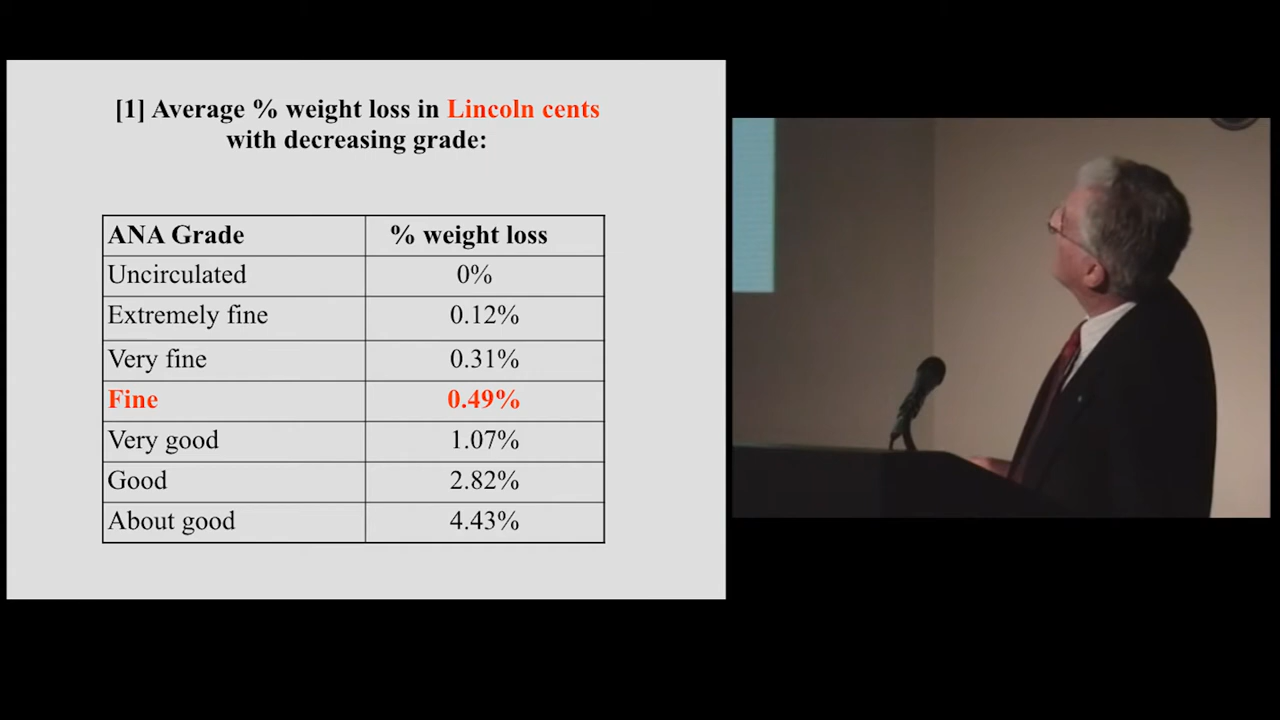 [1] Average % weight loss in Lincoln cents
with decreasing grade:
ANA Grade % weight loss
Uncirculated 0%
Extremely fine 0.12%
Very fine 0.31%
Fine 0.49%
Very good 1.07%
Good 2.82%
About good 4.43%